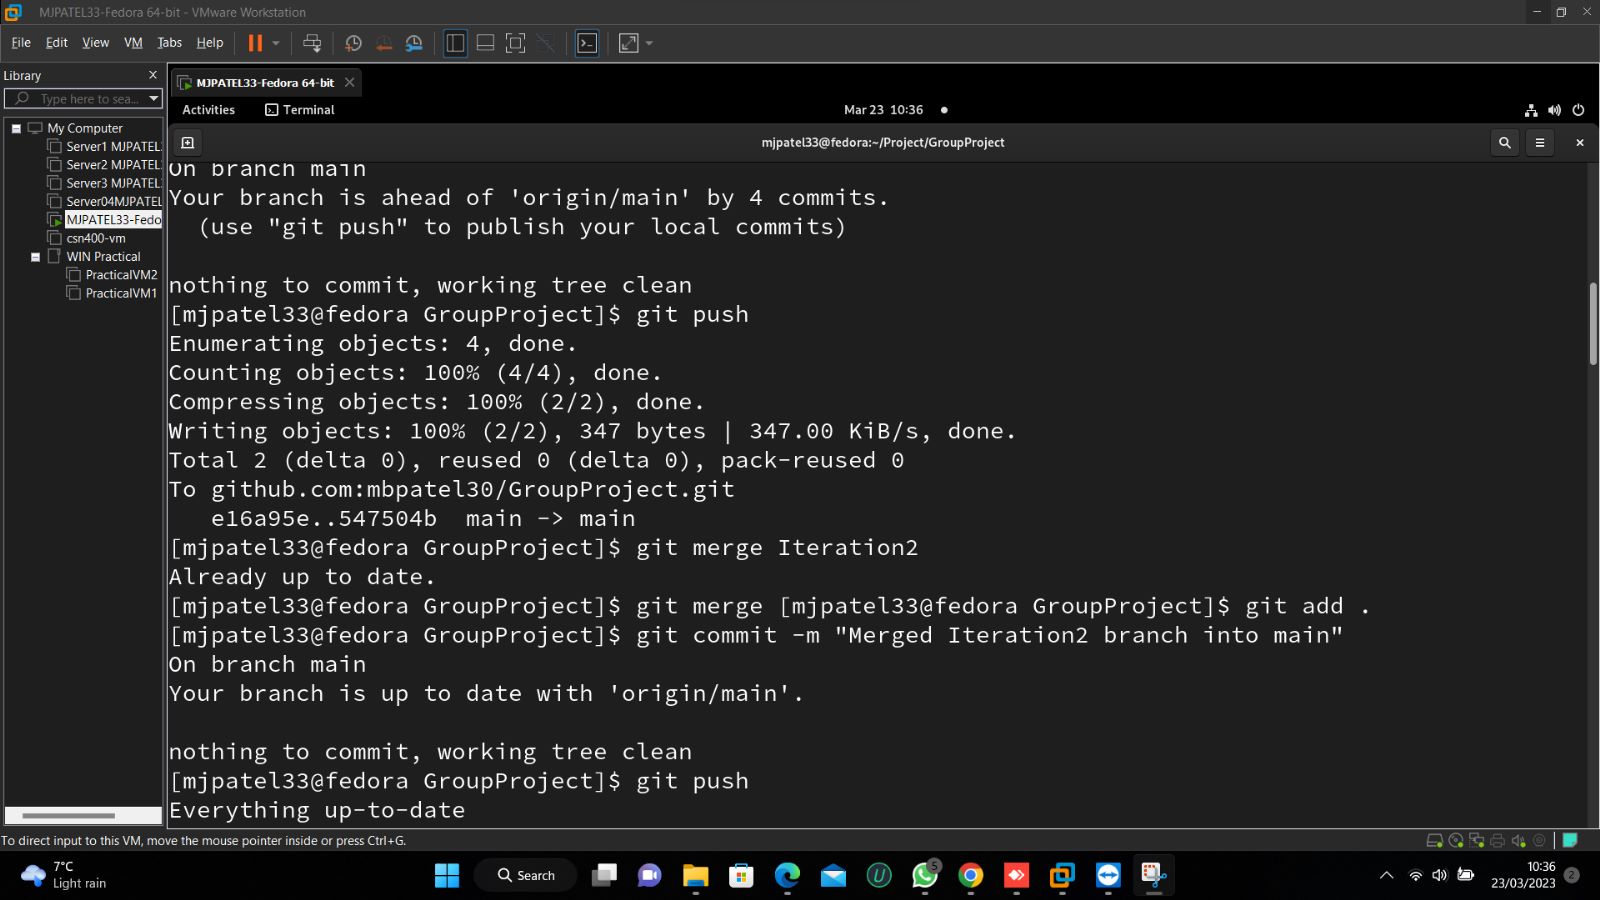 MJPATEL33-Fedora 64-bit - VMware Workstation
File Edit View VM Tabs Help
Library
Type here to sea...
My Computer
Server1 MJPATEL
Server2 MJPATEL
Server3 MJPATEL
Server04MJPATEL
MJPATEL33-Fedo
csn400-vm
WIN Practical
PracticalVM2
PracticalVM1
MJPATEL33-Fedora 64-bit
Activities Terminal Mar 23 10:36
mjpatel33@fedora:~/Project/GroupProject
On branch main
Your branch is ahead of 'origin/main' by 4 commits.
(use "git push" to publish your local commits)
nothing to commit, working tree clean
[mjpatel33@fedora GroupProject]$ git push
Enumerating objects: 4, done.
Counting objects: 100% (4/4), done.
Compressing objects: 100% (2/2), done.
Writing objects: 100% (2/2), 347 bytes | 347.00 KiB/s, done.
Total 2 (delta 0), reused 0 (delta 0), pack-reused 0
To github.com:mbpatel30/GroupProject.git
e16a95e..547504b main -> main
[mjpatel33@fedora GroupProject]$ git merge Iteration2
Already up to date.
[mjpatel33@fedora GroupProject]$ git merge [mjpatel33@fedora GroupProject]$ git add .
[mjpatel33@fedora GroupProject]$ git commit -m "Merged Iteration2 branch into main"
On branch main
Your branch is up to date with 'origin/main'.
nothing to commit, working tree clean
[mjpatel33@fedora GroupProject]$ git push
Everything up-to-date
To direct input to this VM, move the mouse pointer inside or press Ctrl+G.
7°C
Light rain
Search
5
10:36
23/03/2023
2